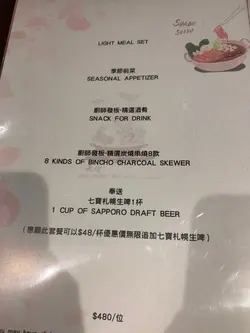 SHABU
LIGHT MEAL SET
季節前菜
SEASONAL APPETIZER
廚師發板·精選酒肴
SNACK FOR DRINK
廚師發板·精選炭燒串燒8款
8 KINDS OF BINCHO CHARCOAL SKEWER
奉送
七寶札幌生啤1杯
1 CUP OF SAPPORO DRAFT BEER
(惠顧此套餐可以$48/杯優惠價無限追加七寶札幌生啤)
$480/位